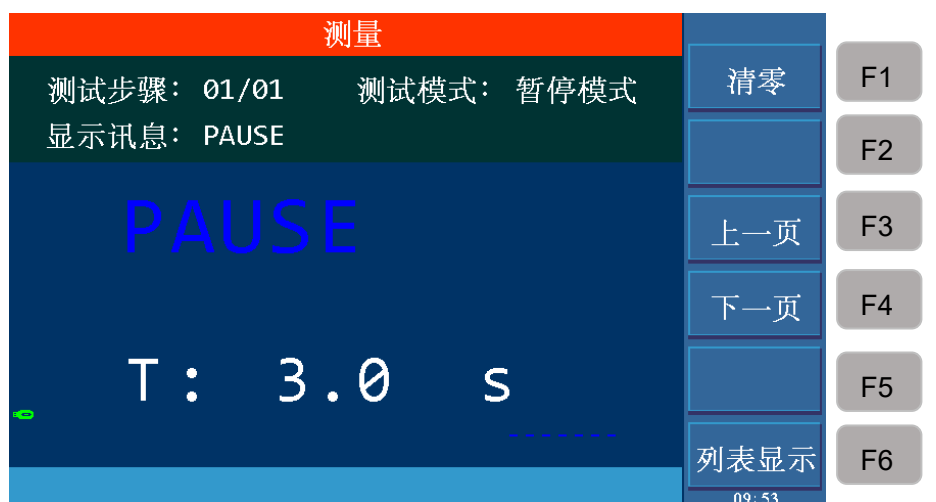 测量
测试步骤: 01/01 测试模式: 暂停模式
显示讯息: PAUSE
PAUSE
T: 3.0 s
-------
清零
上一页
下一页
列表显示
09:53
F1
F2
F3
F4
F5
F6